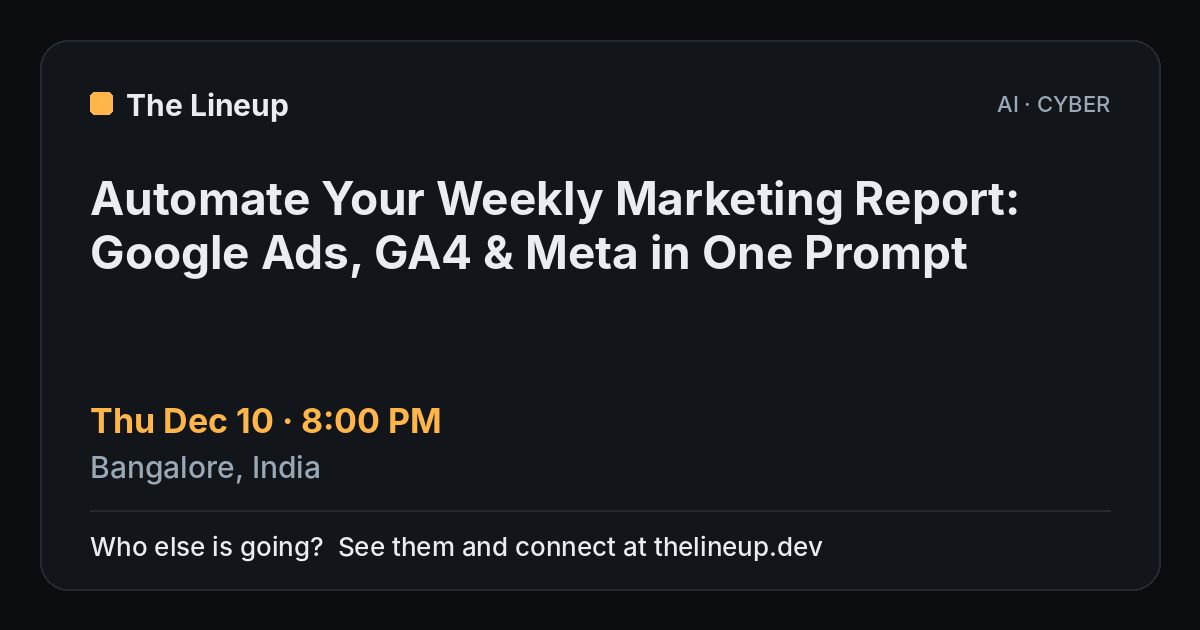 The Lineup
AI · CYBER
Automate Your Weekly Marketing Report:
Google Ads, GA4 & Meta in One Prompt
Thu Dec 10 · 8:00 PM
Bangalore, India
Who else is going? See them and connect at thelineup.dev